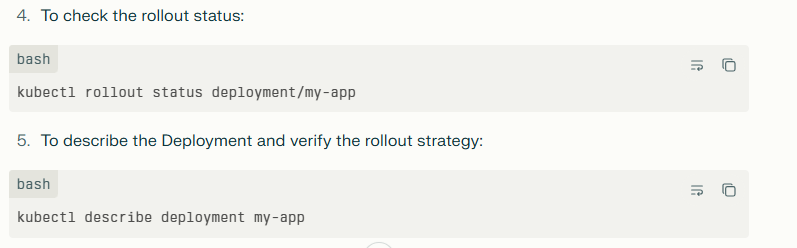 4. To check the rollout status:
bash
kubectl rollout status deployment/my-app
5. To describe the Deployment and verify the rollout strategy:
bash
kubectl describe deployment my-app